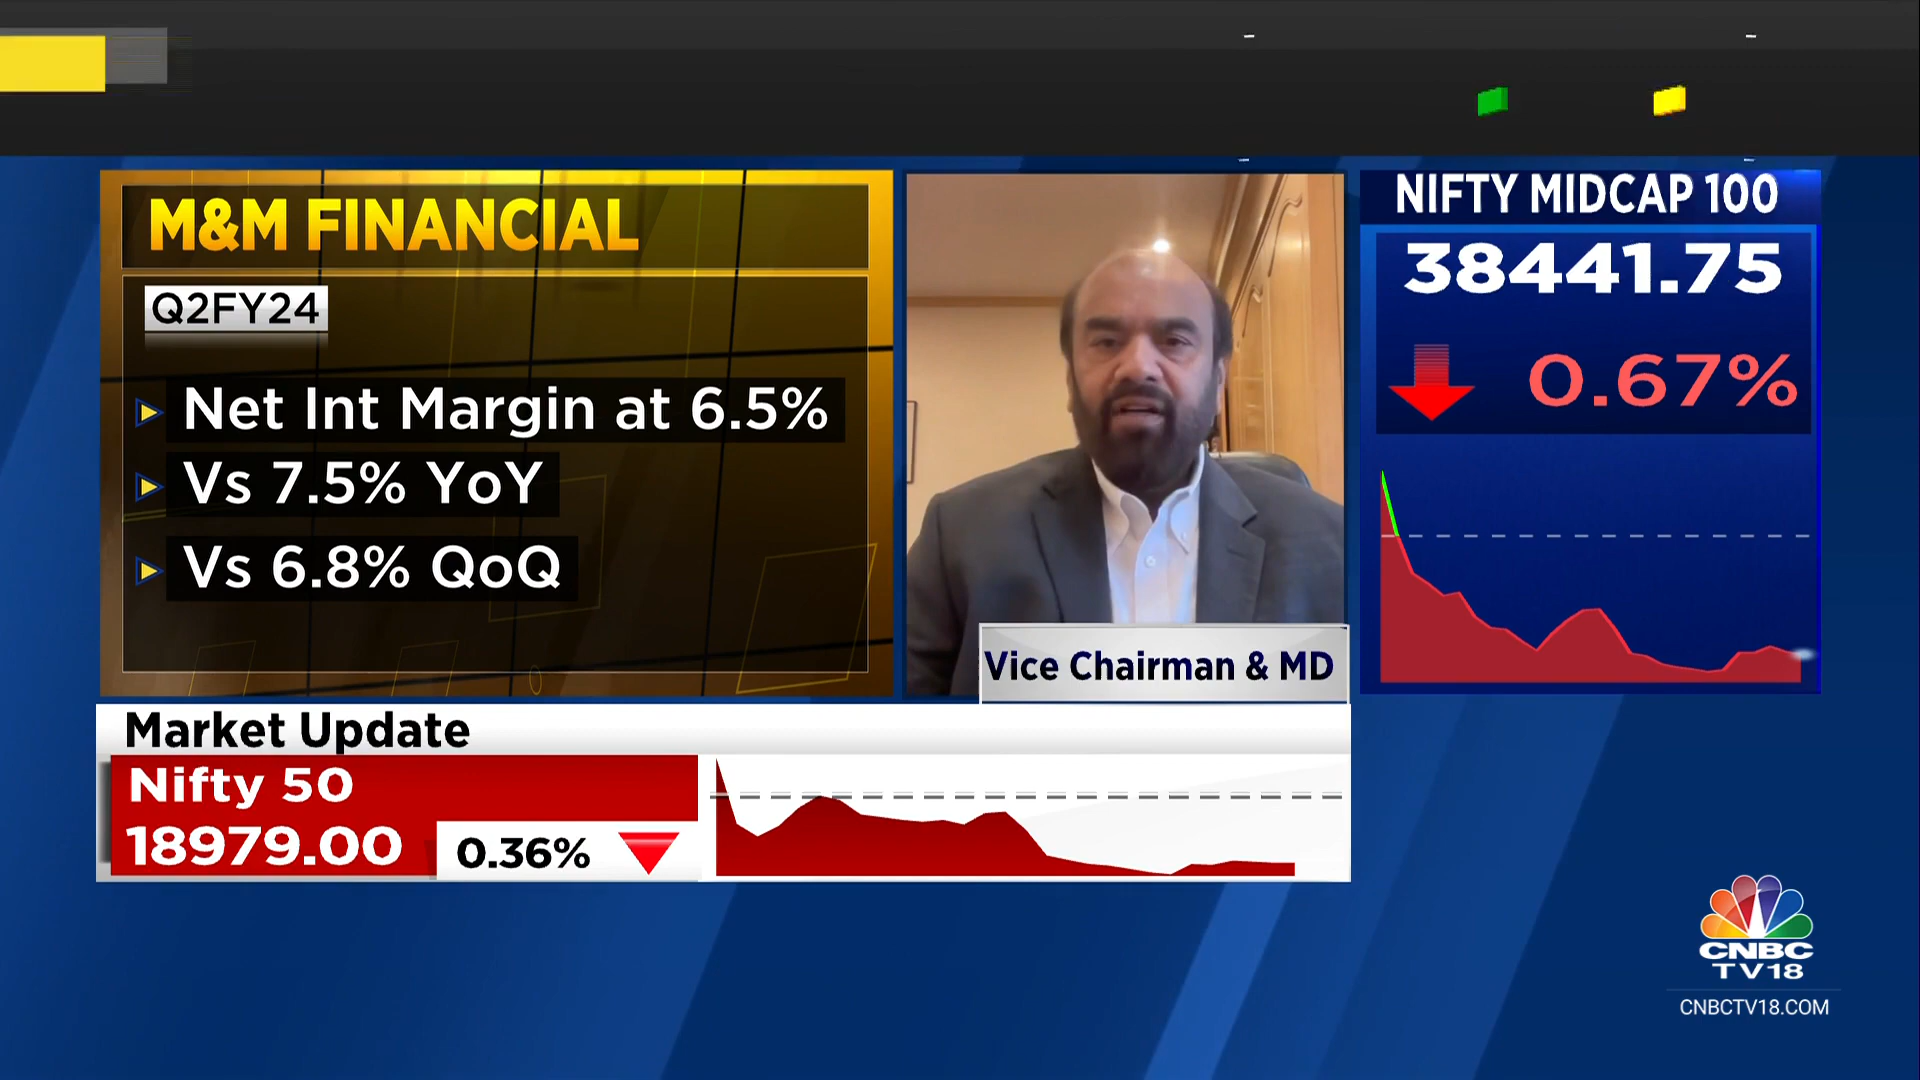 M&M FINANCIAL
Q2FY24
Net Int Margin at 6.5%
Vs 7.5% YoY
Vs 6.8% QoQ
Vice Chairman & MD
NIFTY MIDCAP 100
38441.75
0.67%
Market Update
Nifty 50
18979.00
0.36%
CNBC
TV18
CNBCTV18.COM